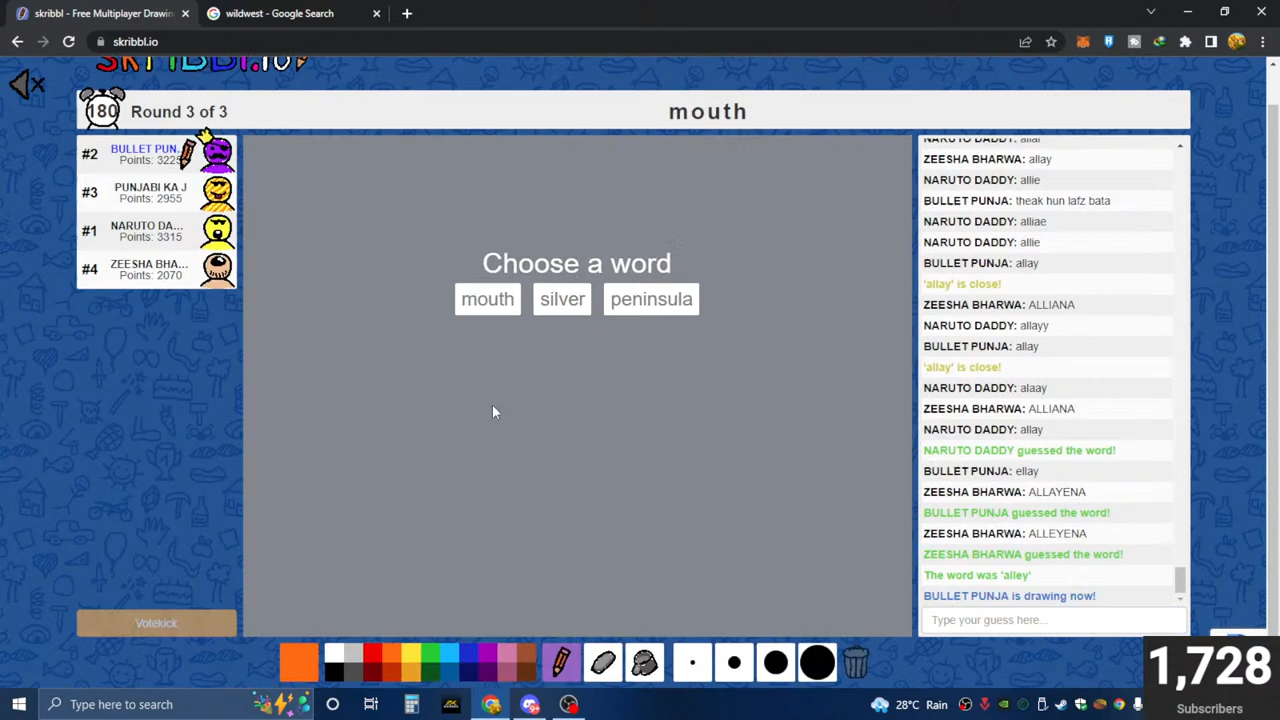 skribbl - Free Multiplayer Drawin
wildwest - Google Search
skribbl.io
SKRIBBL.IO
180
Round 3 of 3
mouth
#2
BULLET PUN...
Points: 3225
#3
PUNJABI KA J
Points: 2955
#1
NARUTO DA...
Points: 3315
#4
ZEESHA BHA...
Points: 2070
Votekick
Choose a word
mouth
silver
peninsula
ZEESHA BHARWA: allay
NARUTO DADDY: allie
BULLET PUNJA: theak hun lafz bata
NARUTO DADDY: alliae
NARUTO DADDY: allie
BULLET PUNJA: allay
'allay' is close!
ZEESHA BHARWA: ALLIANA
NARUTO DADDY: allayy
BULLET PUNJA: allay
'allay' is close!
NARUTO DADDY: alaay
ZEESHA BHARWA: ALLIANA
NARUTO DADDY: allay
NARUTO DADDY guessed the word!
BULLET PUNJA: ellay
ZEESHA BHARWA: ALLAYENA
BULLET PUNJA guessed the word!
ZEESHA BHARWA: ALLEYENA
ZEESHA BHARWA guessed the word!
The word was 'alley'
BULLET PUNJA is drawing now!
Type your guess here...
1,728
Subscribers
Type here to search
28°C Rain